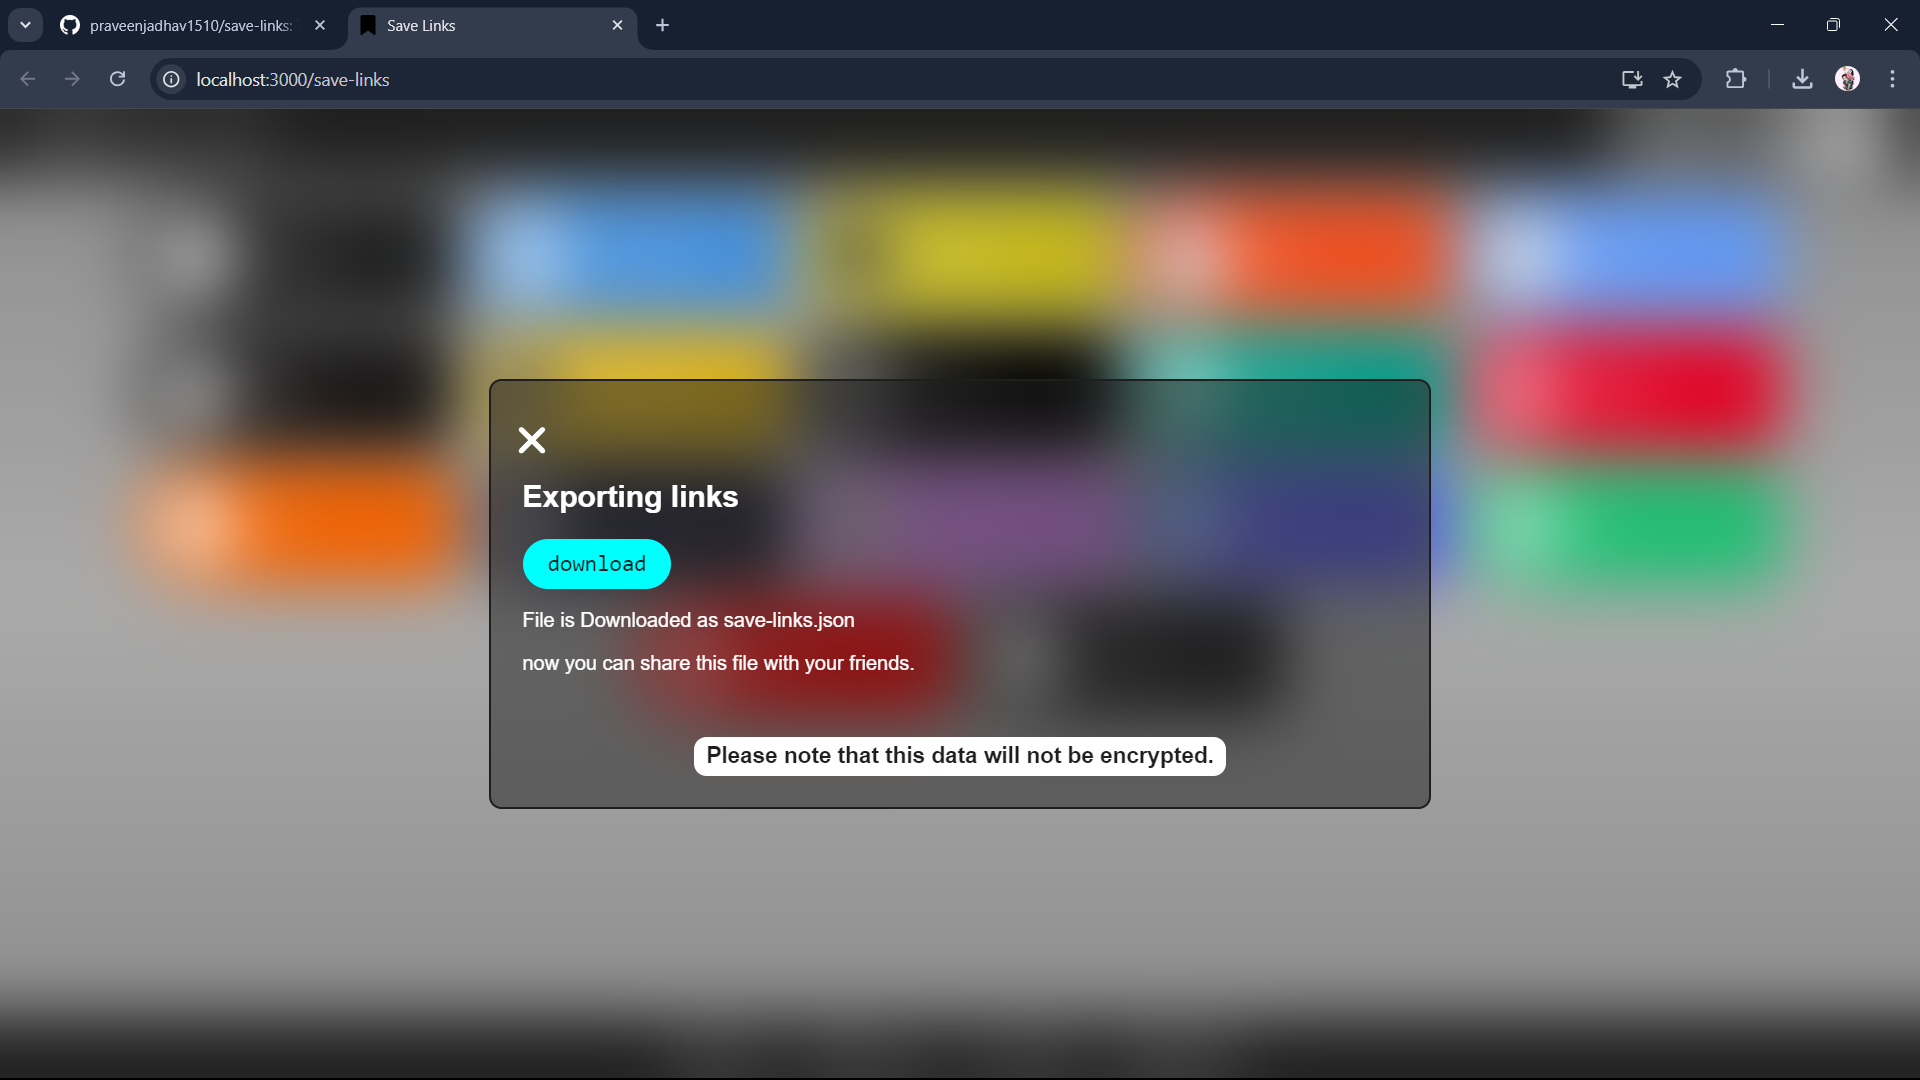 praveenjadhav1510/save-links:
Save Links
localhost:3000/save-links
Exporting links
download
File is Downloaded as save-links.json
now you can share this file with your friends.
Please note that this data will not be encrypted.